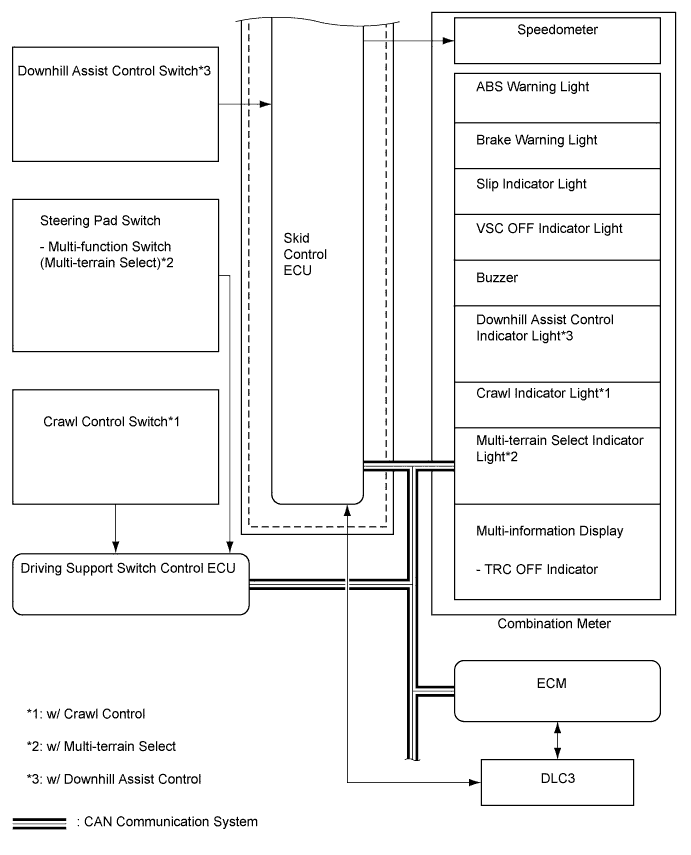 Speedometer
Downhill Assist Control Switch*3
ABS Warning Light
Brake Warning Light
Slip Indicator Light
Steering Pad Switch
- Multi-function Switch
(Multi-terrain Select)*2
VSC OFF Indicator Light
Skid
Control
ECU
Buzzer
Downhill Assist Control
Indicator Light*3
Crawl Indicator Light*1
Crawl Control Switch*1
Multi-terrain Select Indicator
Light*2
Multi-information Display
- TRC OFF Indicator
Driving Support Switch Control ECU
Combination Meter
ECM
*1: w/ Crawl Control
*2: w/ Multi-terrain Select
*3: w/ Downhill Assist Control
DLC3
: CAN Communication System